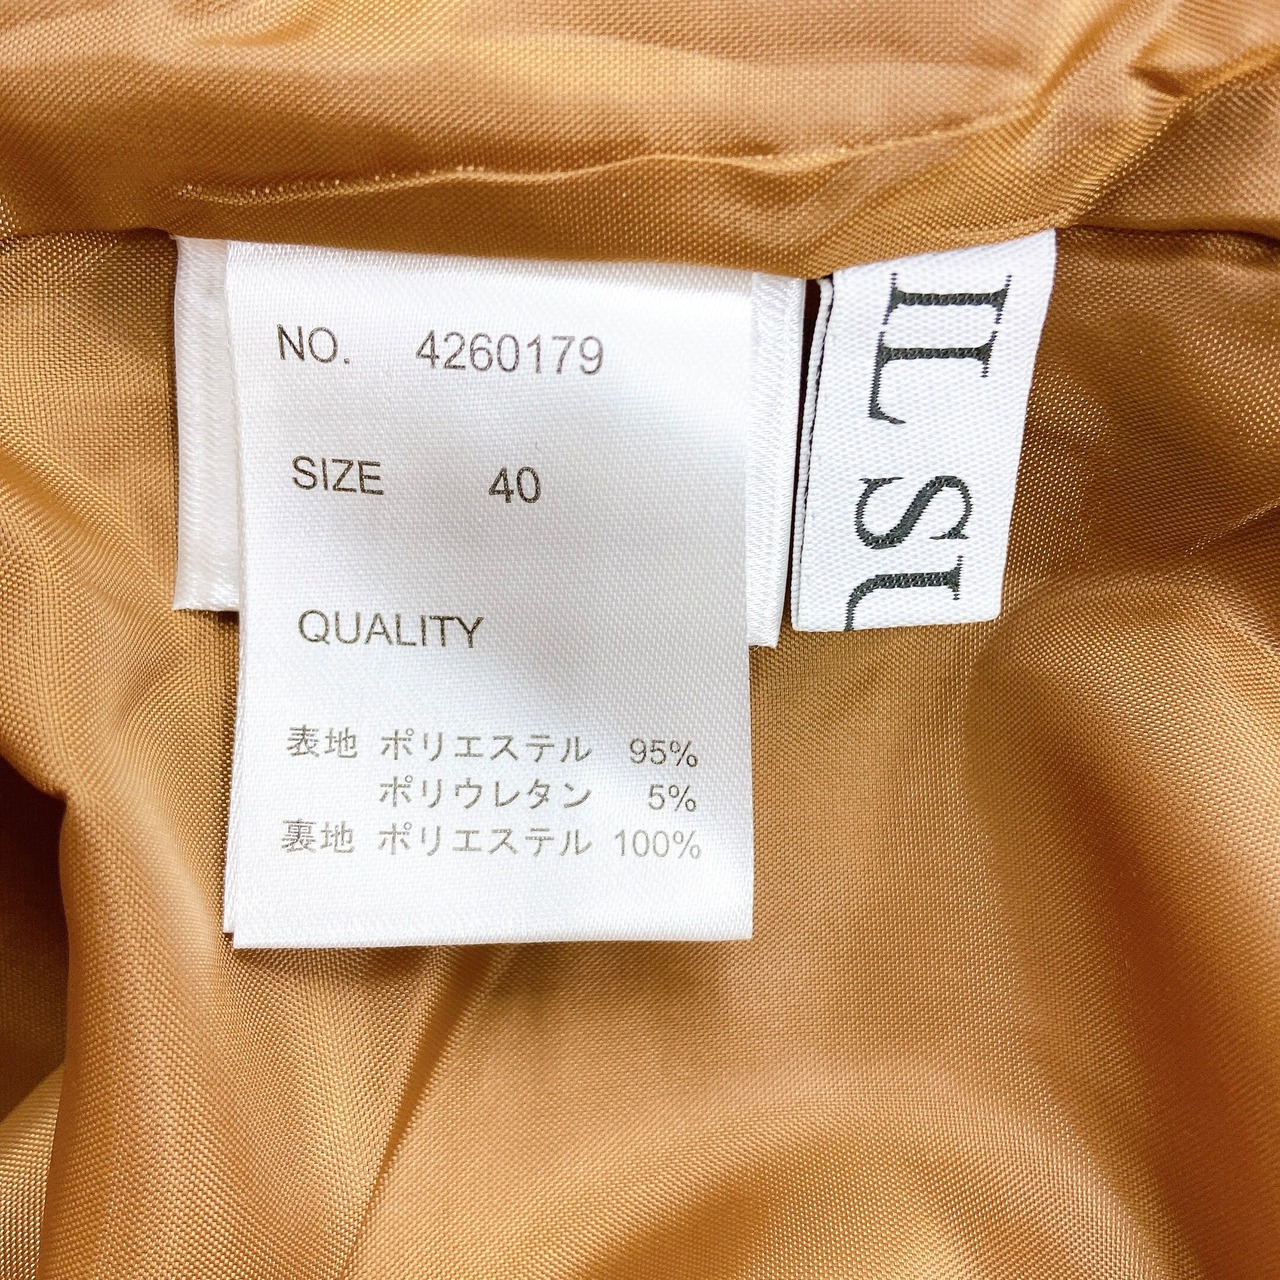 NO. 4260179
SIZE 40
QUALITY
表地 ポリエステル 95%
ポリウレタン 5%
裏地 ポリエステル 100%
IL SU